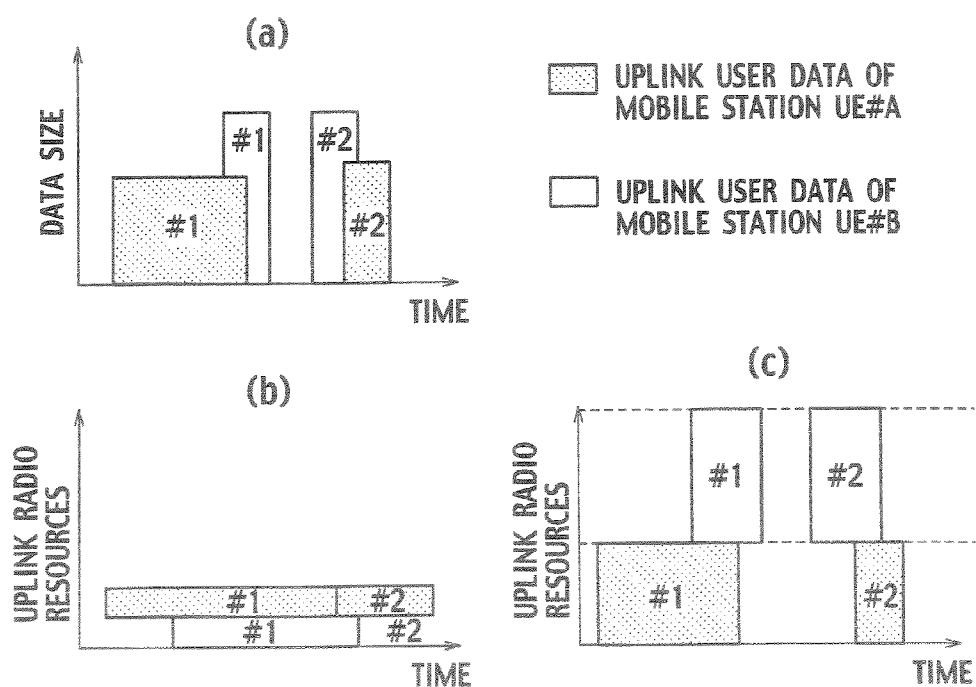 (a)
DATA SIZE
#1
#1
#2
#2
TIME
UPLINK USER DATA OF
MOBILE STATION UE#A
UPLINK USER DATA OF
MOBILE STATION UE#B
(b)
UPLINK RADIO
RESOURCES
#1
#2
#1
#2
TIME
(c)
UPLINK RADIO
RESOURCES
#1
#2
#1
#2
TIME